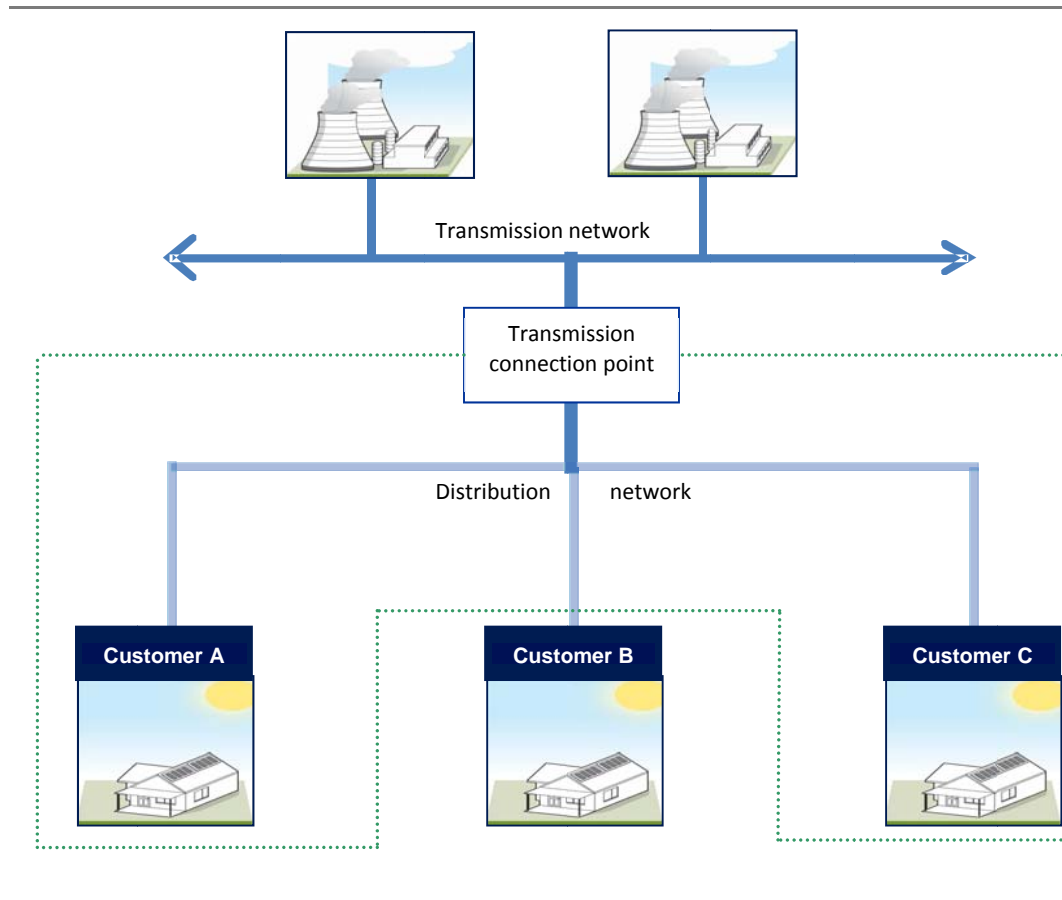 Transmission network
Transmission
connection point
Distribution network
Customer A
Customer B
Customer C